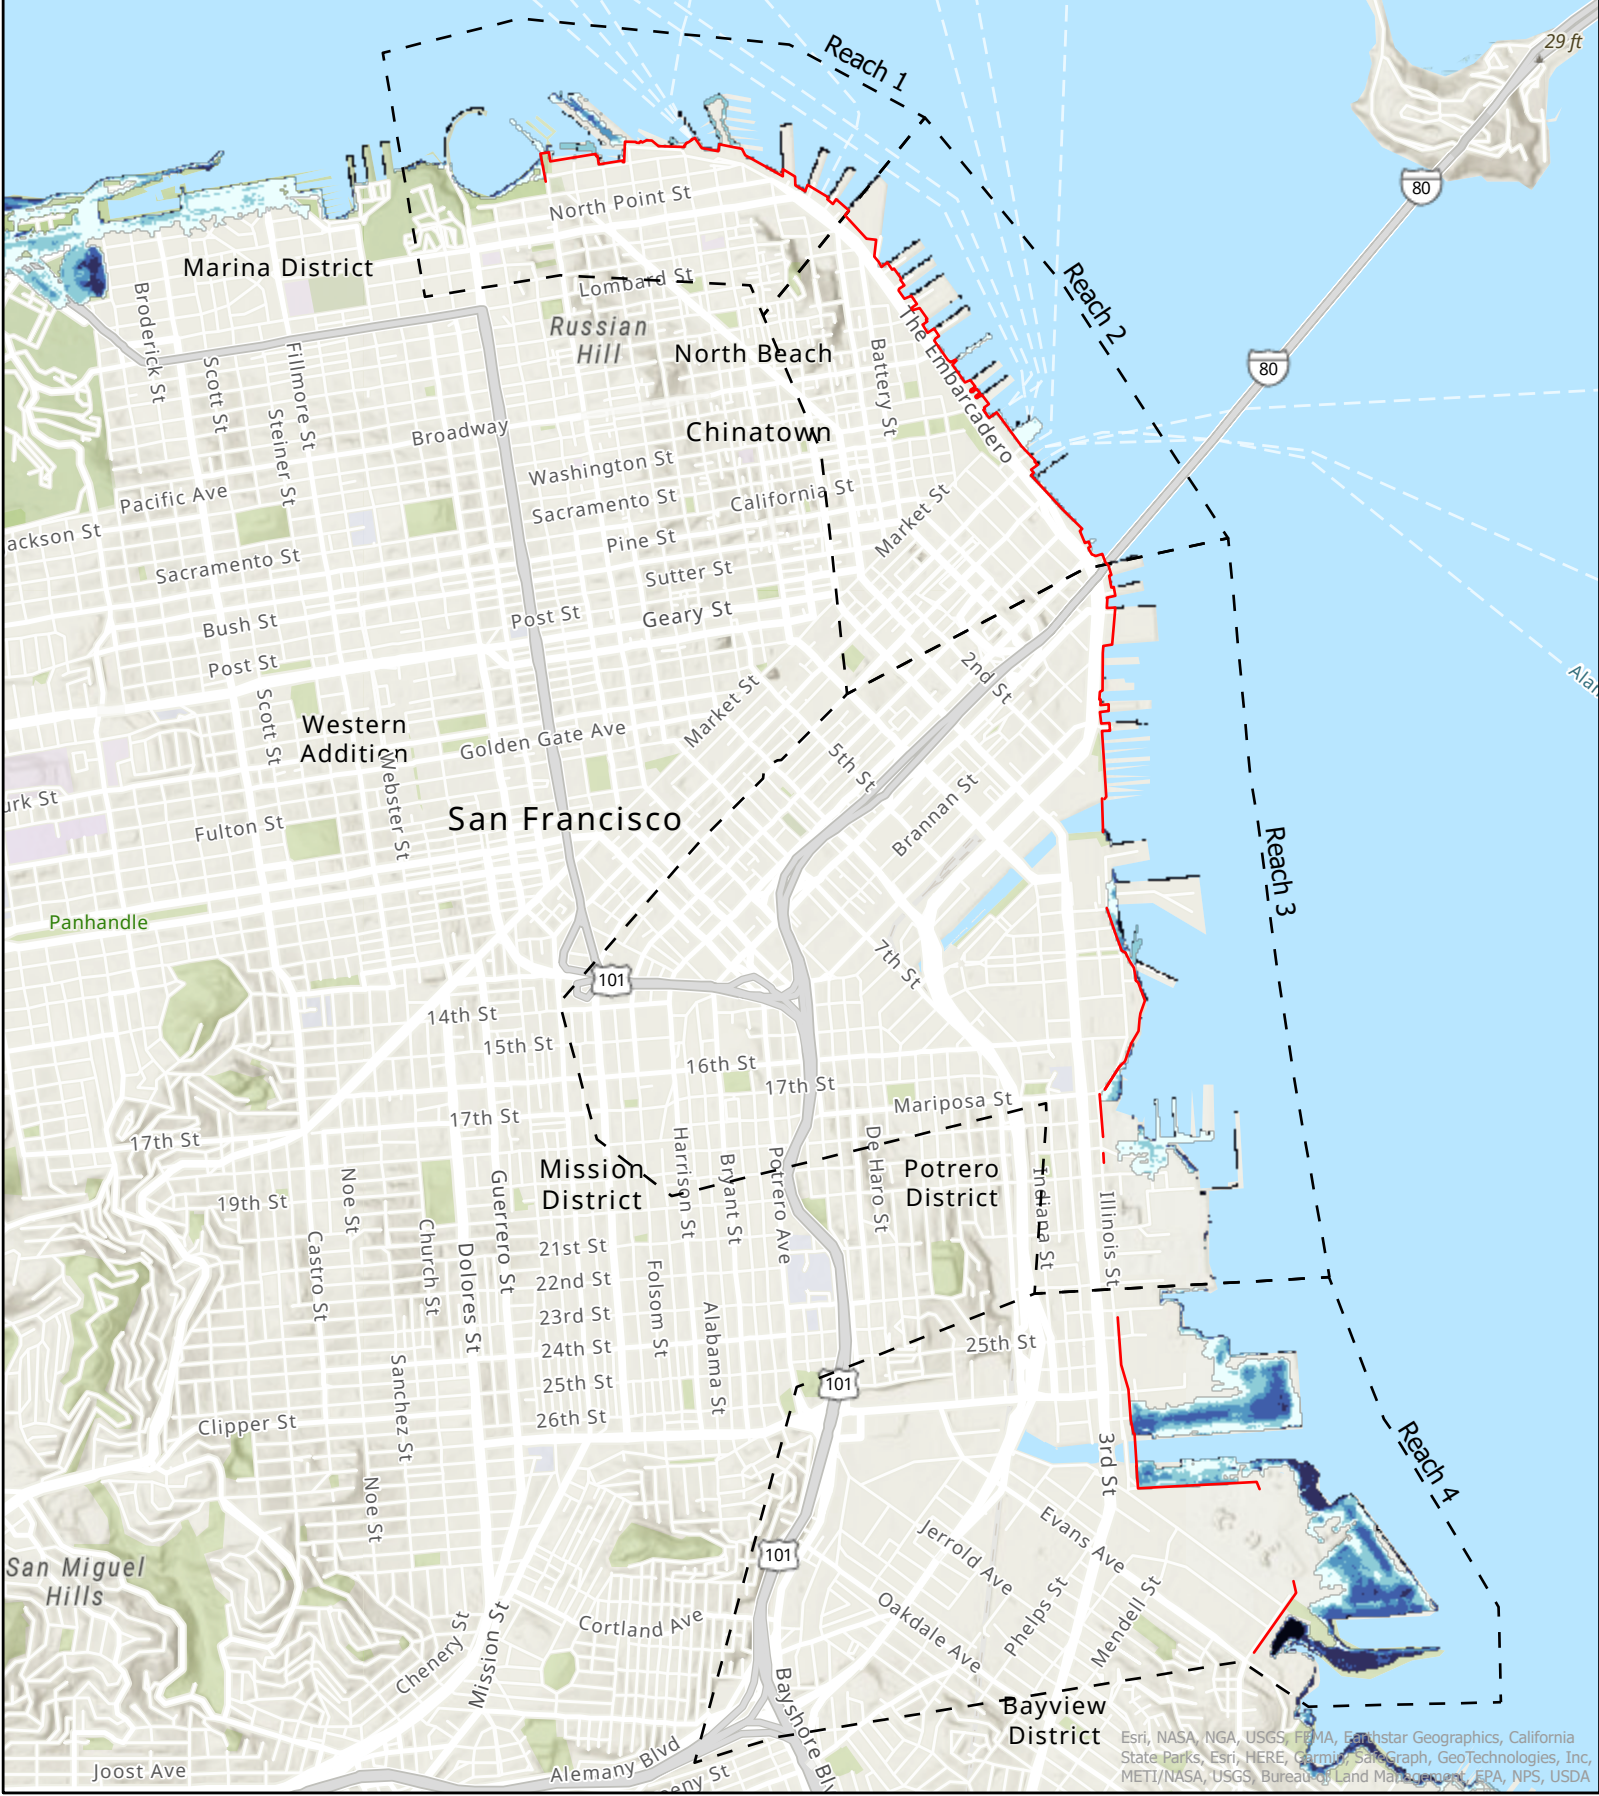 Reach 1
29 ft
80
North Point St
Marina District
Lombard St
Reach 2
Broderick St
Russian
Hill
North Beach
The Embarcadero
Battery St
80
Scott St
Fillmore St
Steiner St
Broadway
Chinatown
Washington St
Pacific Ave
Sacramento St
California St
Market St
ackson St
Pine St
Sacramento St
Sutter St
Bush St
Post St
Geary St
Post St
2nd St
Alan
Scott St
Western
Addition
Market St
Golden Gate Ave
5th St
Webster St
urk St
Fulton St
San Francisco
Brannan St
Reach 3
Panhandle
7th St
101
14th St
15th St
16th St
17th St
17th St
Mariposa St
17th St
Mission
District
Harrison St
Bryant St
Potrero Ave
De Haro St
Potrero
District
Indiana St
Illinois St
19th St
Noe St
Guerrero St
Castro St
Church St
Dolores St
21st St
22nd St
23rd St
24th St
25th St
26th St
Folsom St
Alabama St
25th St
101
Sanchez St
Clipper St
Noe St
3rd St
Reach 4
Evans Ave
Jerrold Ave
101
San Miguel
Hills
Phelps St
Mendell St
Oakdale Ave
Cortland Ave
Chenery St
Mission St
Bayshore Blv
Bayview
District
Joost Ave
Alemany Blvd
eny St
Esri, NASA, NGA, USGS, FEMA, Earthstar Geographics, California
State Parks, Esri, HERE, Garmin, SafeGraph, GeoTechnologies, Inc,
METI/NASA, USGS, Bureau of Land Management, EPA, NPS, USDA